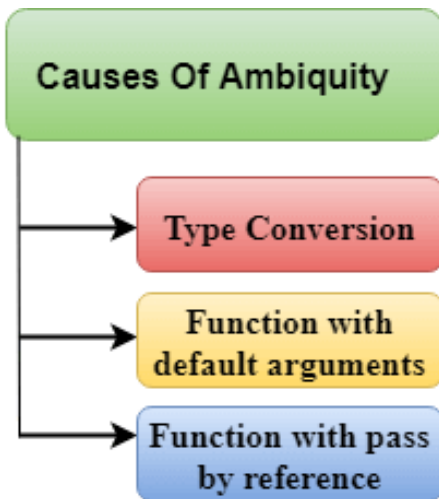 Causes Of Ambiquity
Type Conversion
Function with
default arguments
Function with pass
by reference